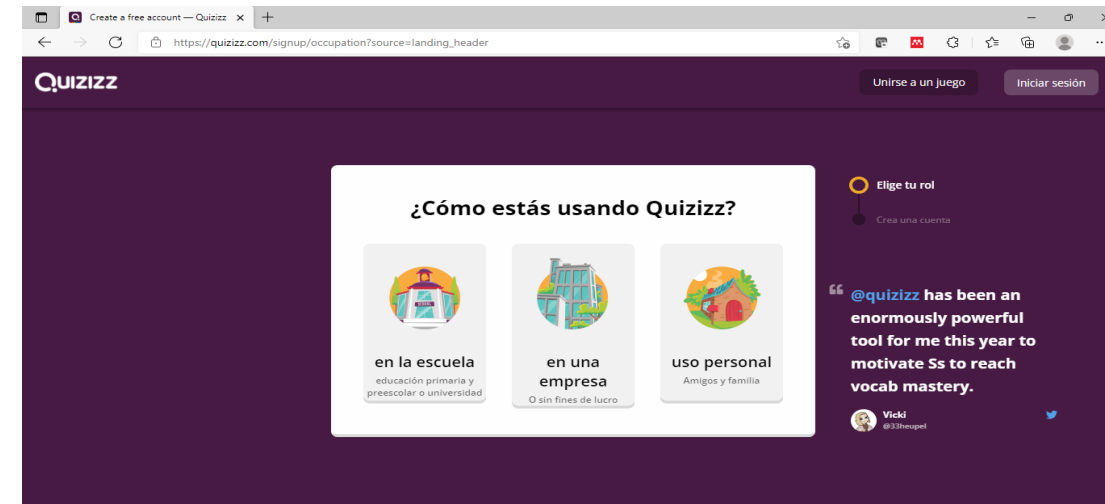 Create a free account — Quizizz
https://quizizz.com/signup/occupation?source=landing_header
QUIZIZZ
Unirse a un juego
Iniciar sesión
¿Cómo estás usando Quizizz?
en la escuela
educación primaria y
preescolar o universidad
en una
empresa
O sin fines de lucro
uso personal
Amigos y familia
Elige tu rol
Crea una cuenta
“ @quizizz has been an
enormously powerful
tool for me this year to
motivate Ss to reach
vocab mastery.
Vicki
@33heupel